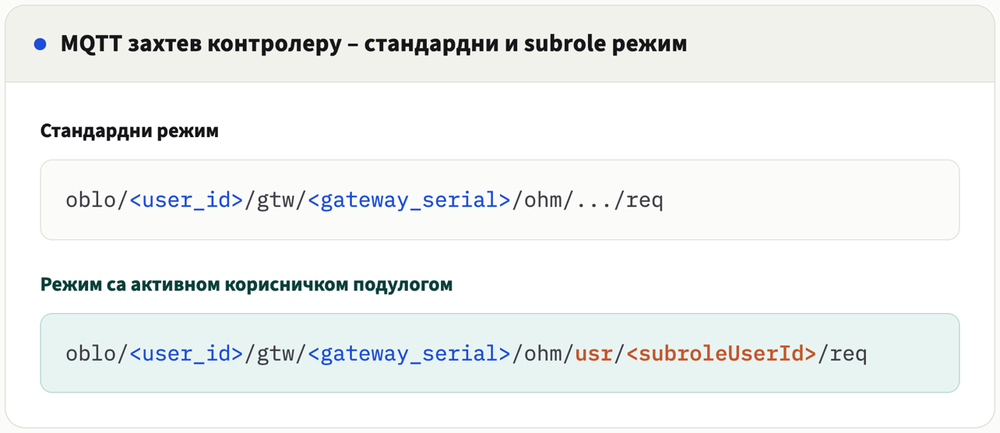 MQTT захтев контролеру – стандардни и subrole режим
Стандардни режим
oblo/<user_id>/gtw/<gateway_serial>/ohm/.../req
Режим са активном корисничком подулогом
oblo/<user_id>/gtw/<gateway_serial>/ohm/usr/<subroleUserId>/req